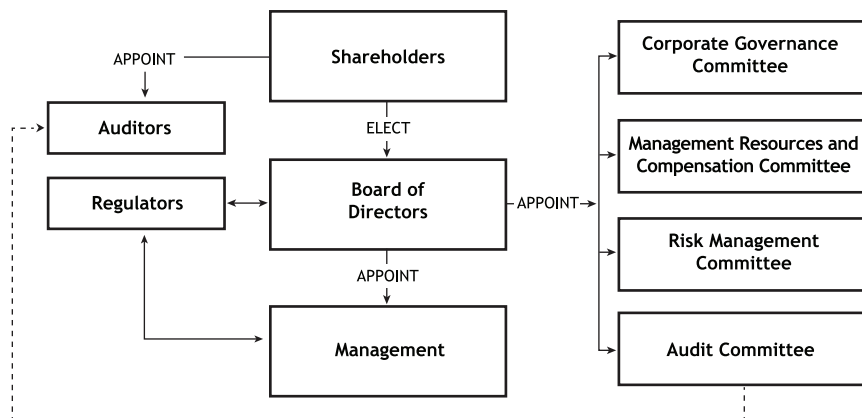 Shareholders
APPOINT
Auditors
ELECT
Regulators
Board of
Directors
APPOINT
APPOINT
Management
Corporate Governance
Committee
Management Resources and
Compensation Committee
Risk Management
Committee
Audit Committee